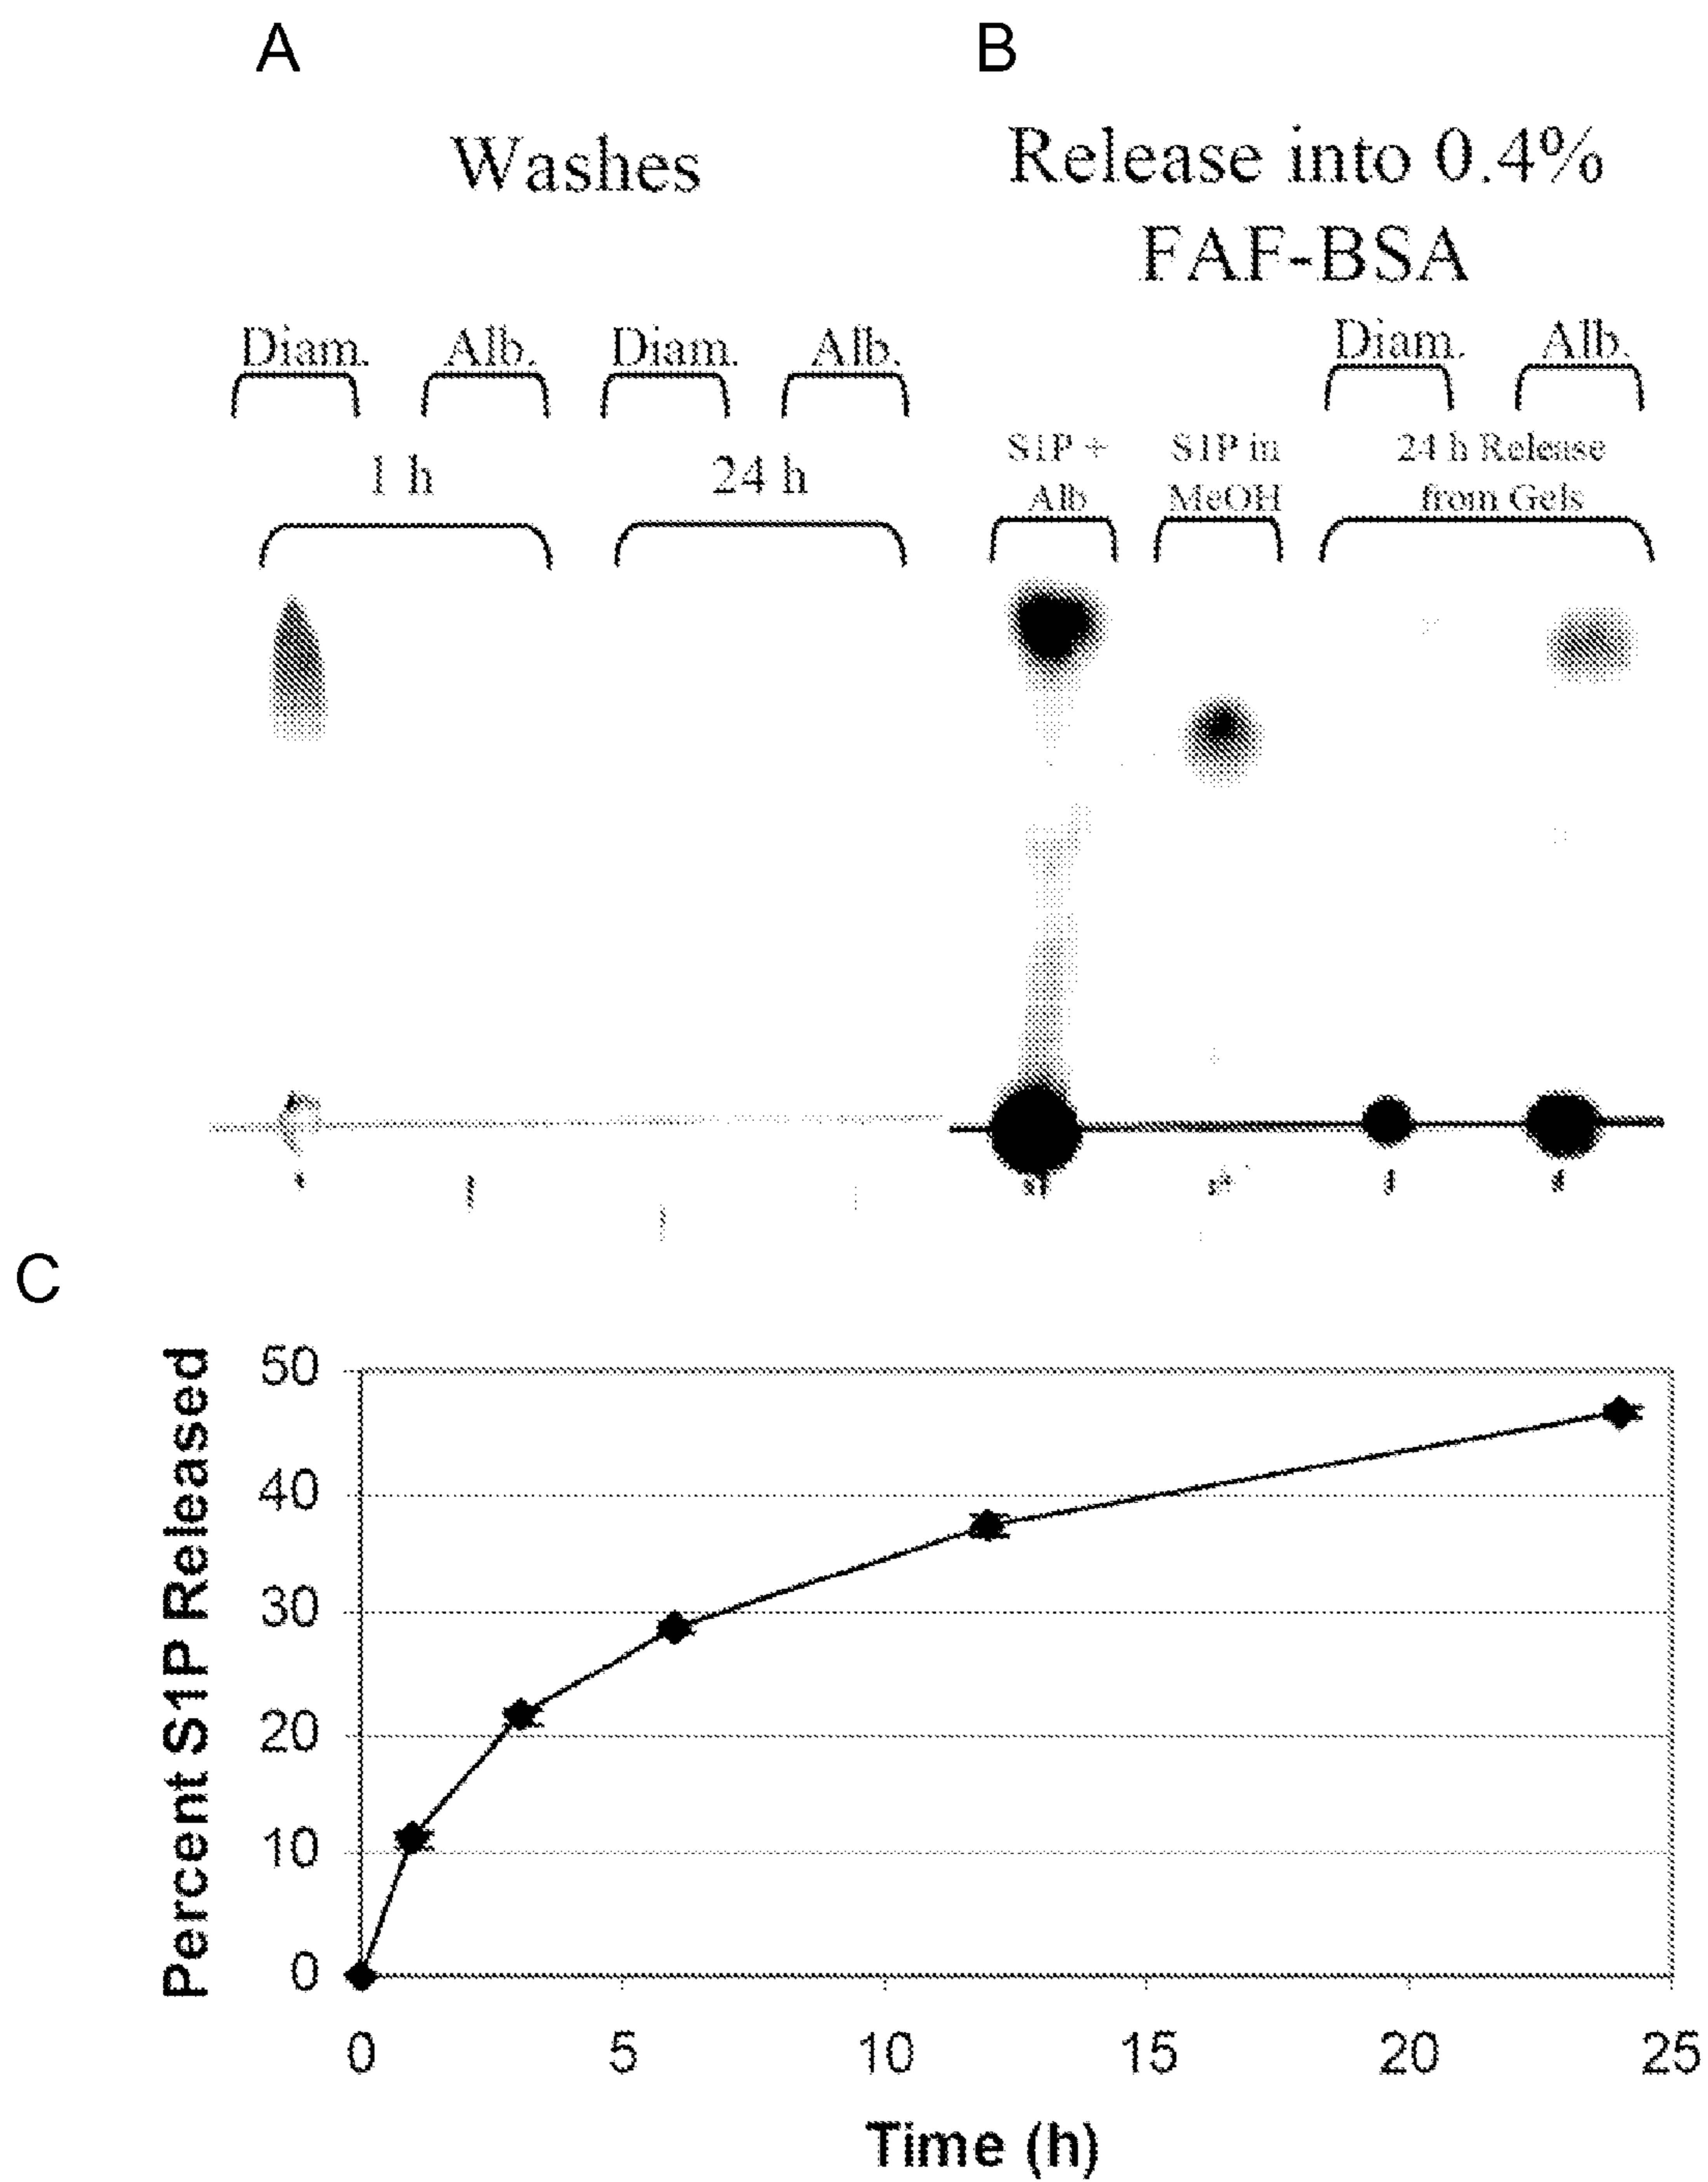 A
B
Washes
Release into 0.4%
FAF-BSA
Diam. Alb. Diam. Alb.
Diam. Alb.
1 h 24 h
S1P +
Alb
S1P in
MeOH
24 h Release
from Gels
C
Percent S1P Released
50
40
30
20
10
0
0 5 10 15 20 25
Time (h)